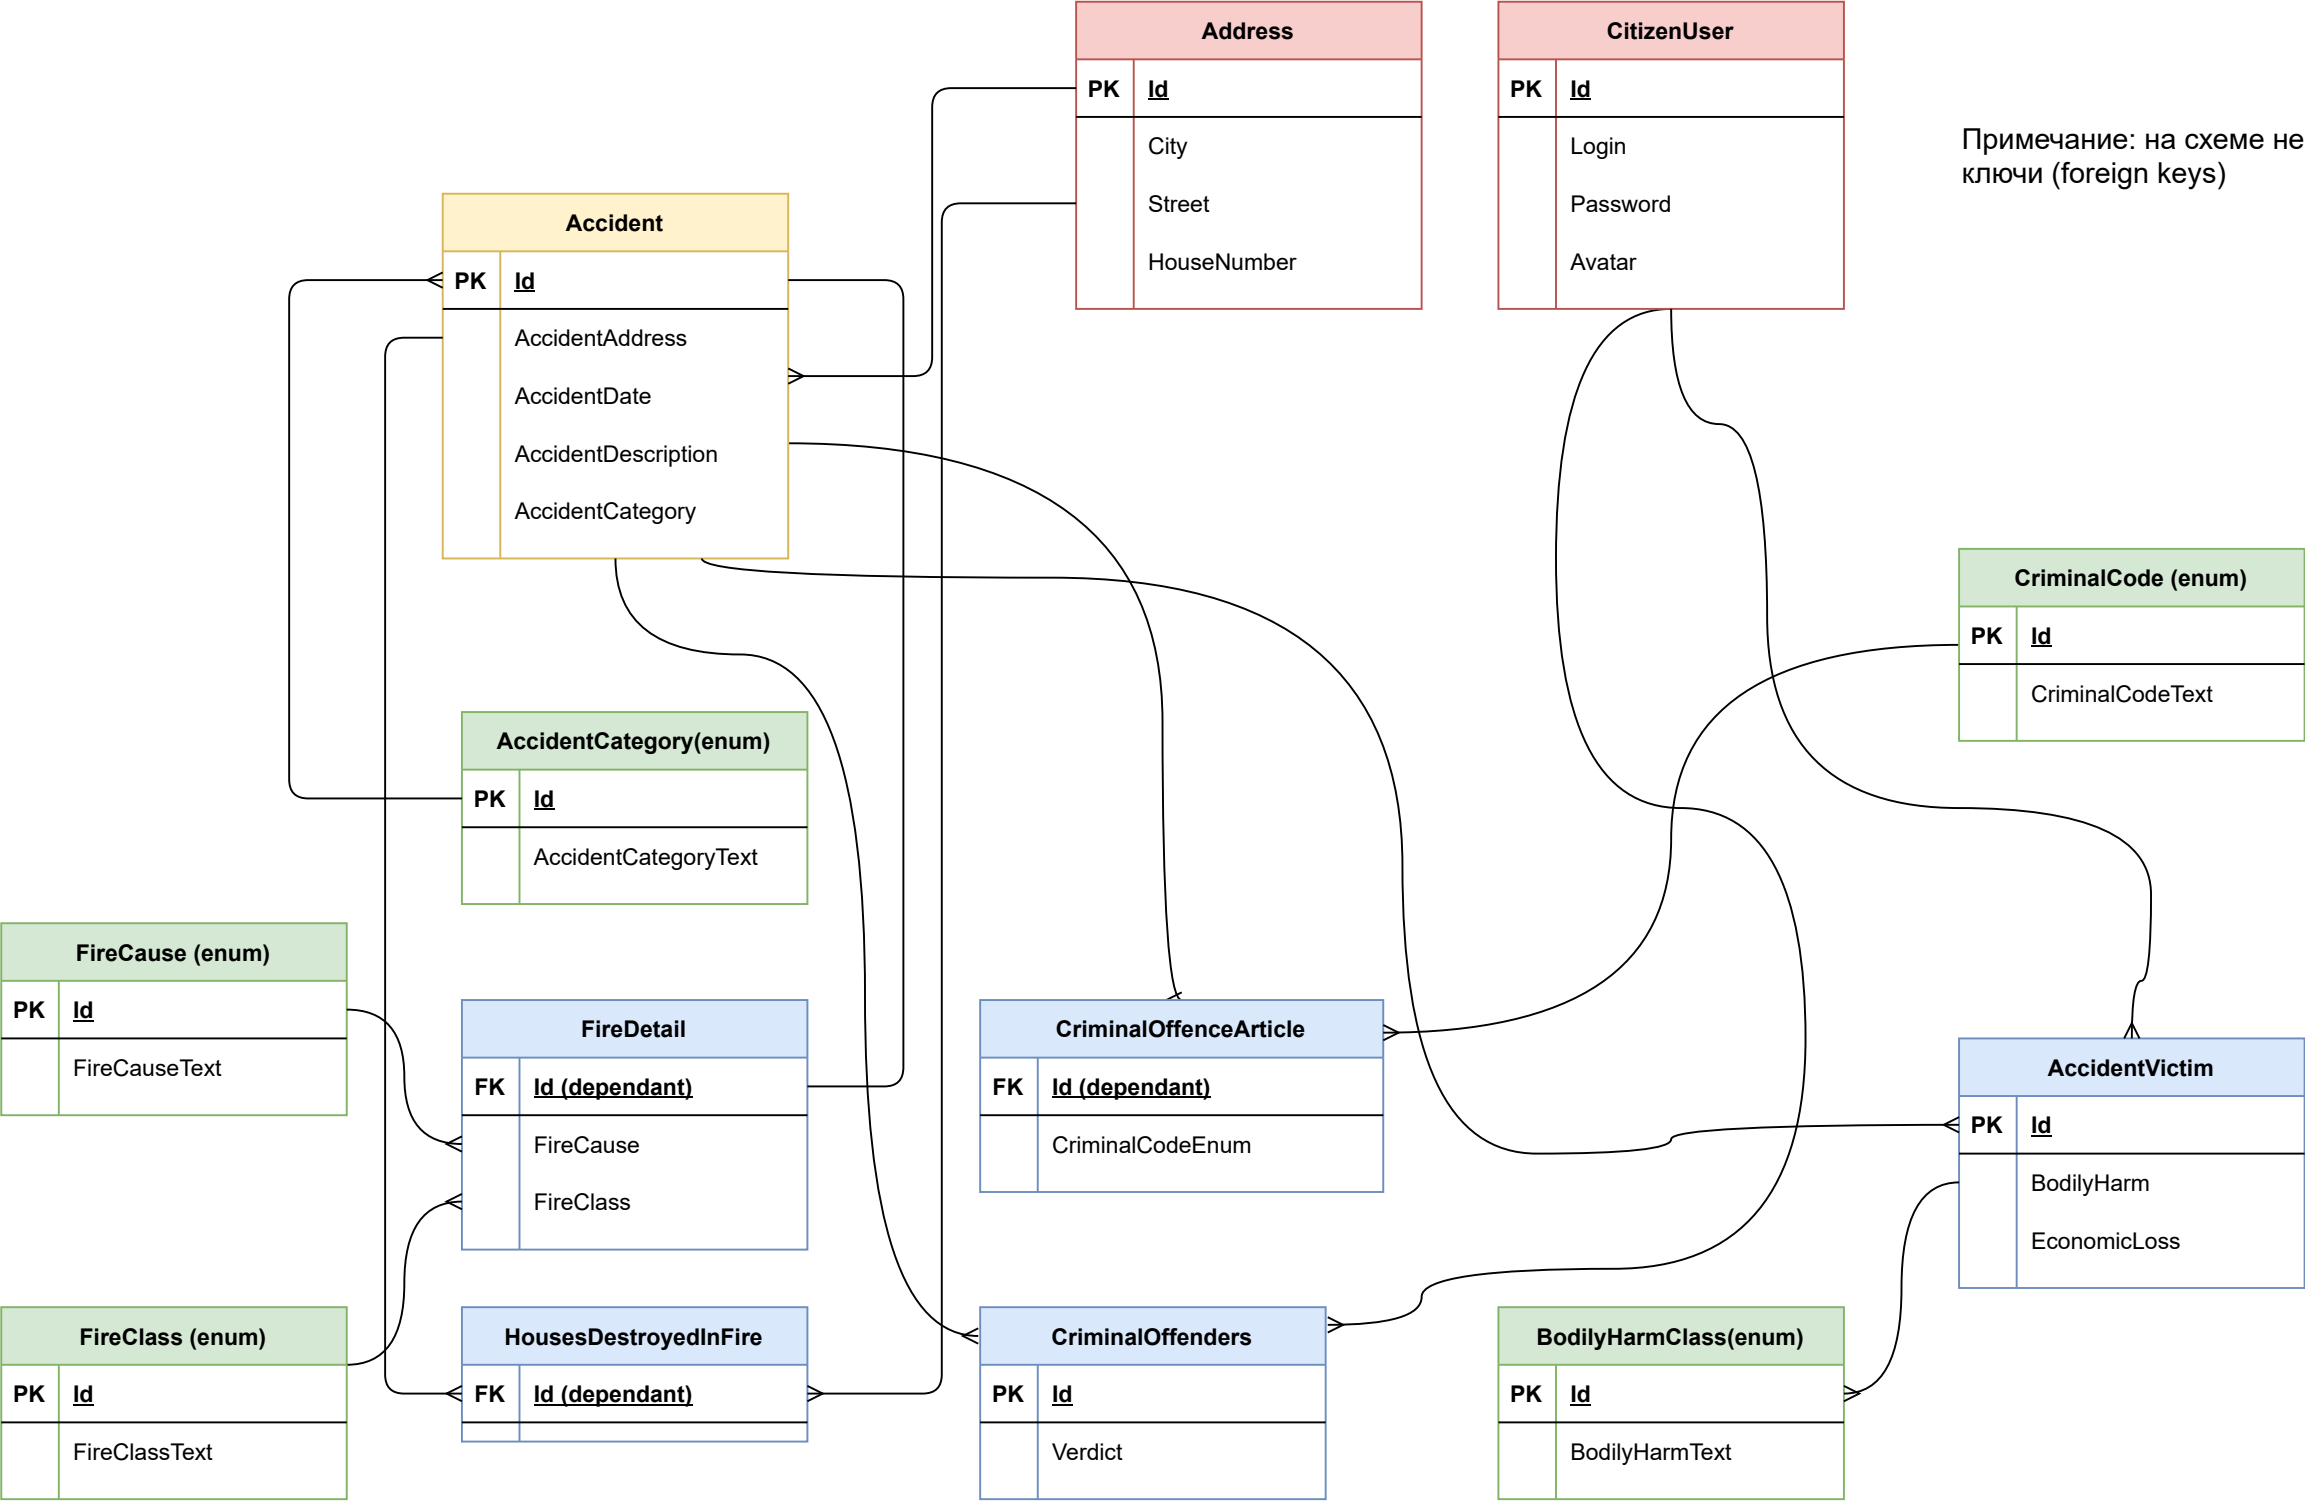 Address
PK Id
City
Street
HouseNumber
CitizenUser
PK Id
Login
Password
Avatar
Примечание: на схеме не
ключи (foreign keys)
Accident
PK Id
AccidentAddress
AccidentDate
AccidentDescription
AccidentCategory
CriminalCode (enum)
PK Id
CriminalCodeText
AccidentCategory(enum)
PK Id
AccidentCategoryText
FireCause (enum)
PK Id
FireCauseText
FireDetail
FK Id (dependant)
FireCause
FireClass
CriminalOffenceArticle
FK Id (dependant)
CriminalCodeEnum
AccidentVictim
PK Id
BodilyHarm
EconomicLoss
FireClass (enum)
PK Id
FireClassText
HousesDestroyedInFire
FK Id (dependant)
CriminalOffenders
PK Id
Verdict
BodilyHarmClass(enum)
PK Id
BodilyHarmText